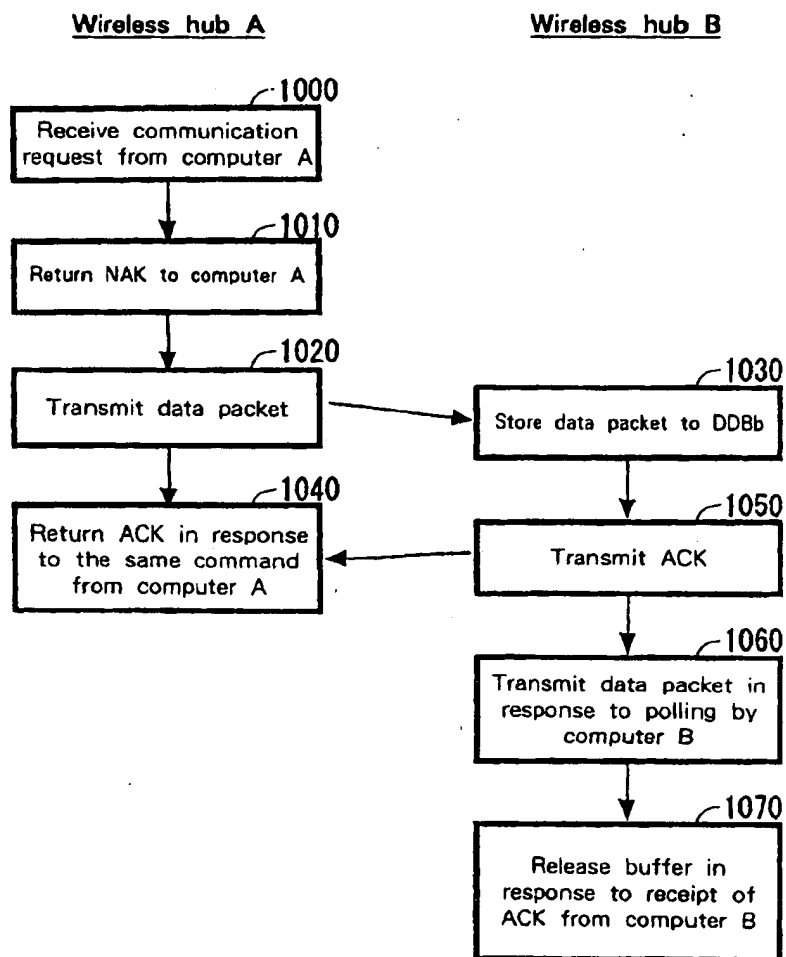 Wireless hub A
Wireless hub B
1000
Receive communication
request from computer A
1010
Return NAK to computer A
1020
Transmit data packet
1030
Store data packet to DDBb
1040
Return ACK in response
to the same command
from computer A
1050
Transmit ACK
1060
Transmit data packet in
response to polling by
computer B
1070
Release buffer in
response to receipt of
ACK from computer B